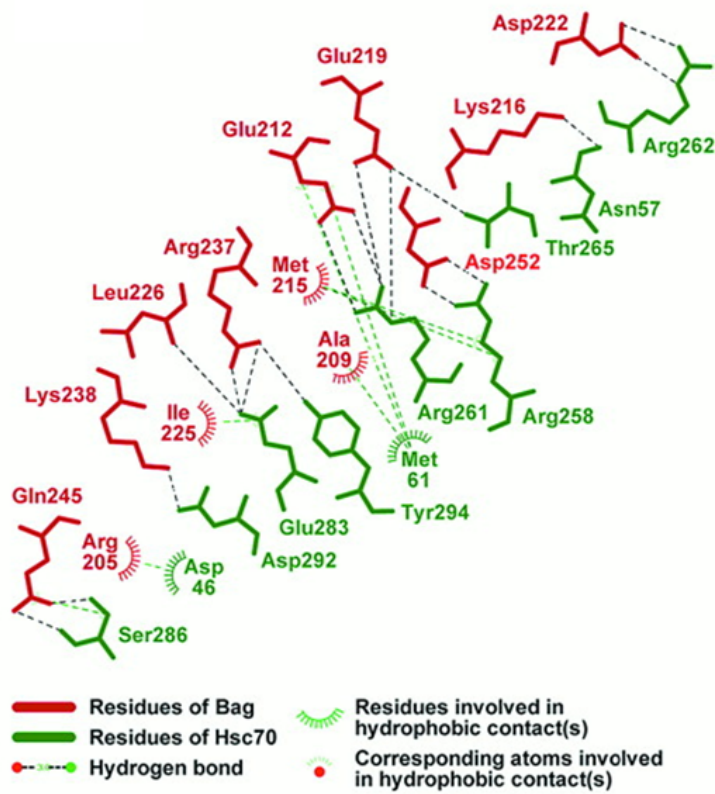 Asp222
Glu219
Lys216
Glu212
Arg262
Asn57
Arg237
Thr265
Met
215
Asp252
Leu226
Ala
209
Lys238
Ile
225
Arg261
Arg258
Met
61
Gln245
Glu283
Tyr294
Arg
205
Asp
46
Asp292
Ser286
Residues of Bag
Residues of Hsc70
Hydrogen bond
Residues involved in
hydrophobic contact(s)
Corresponding atoms involved
in hydrophobic contact(s)